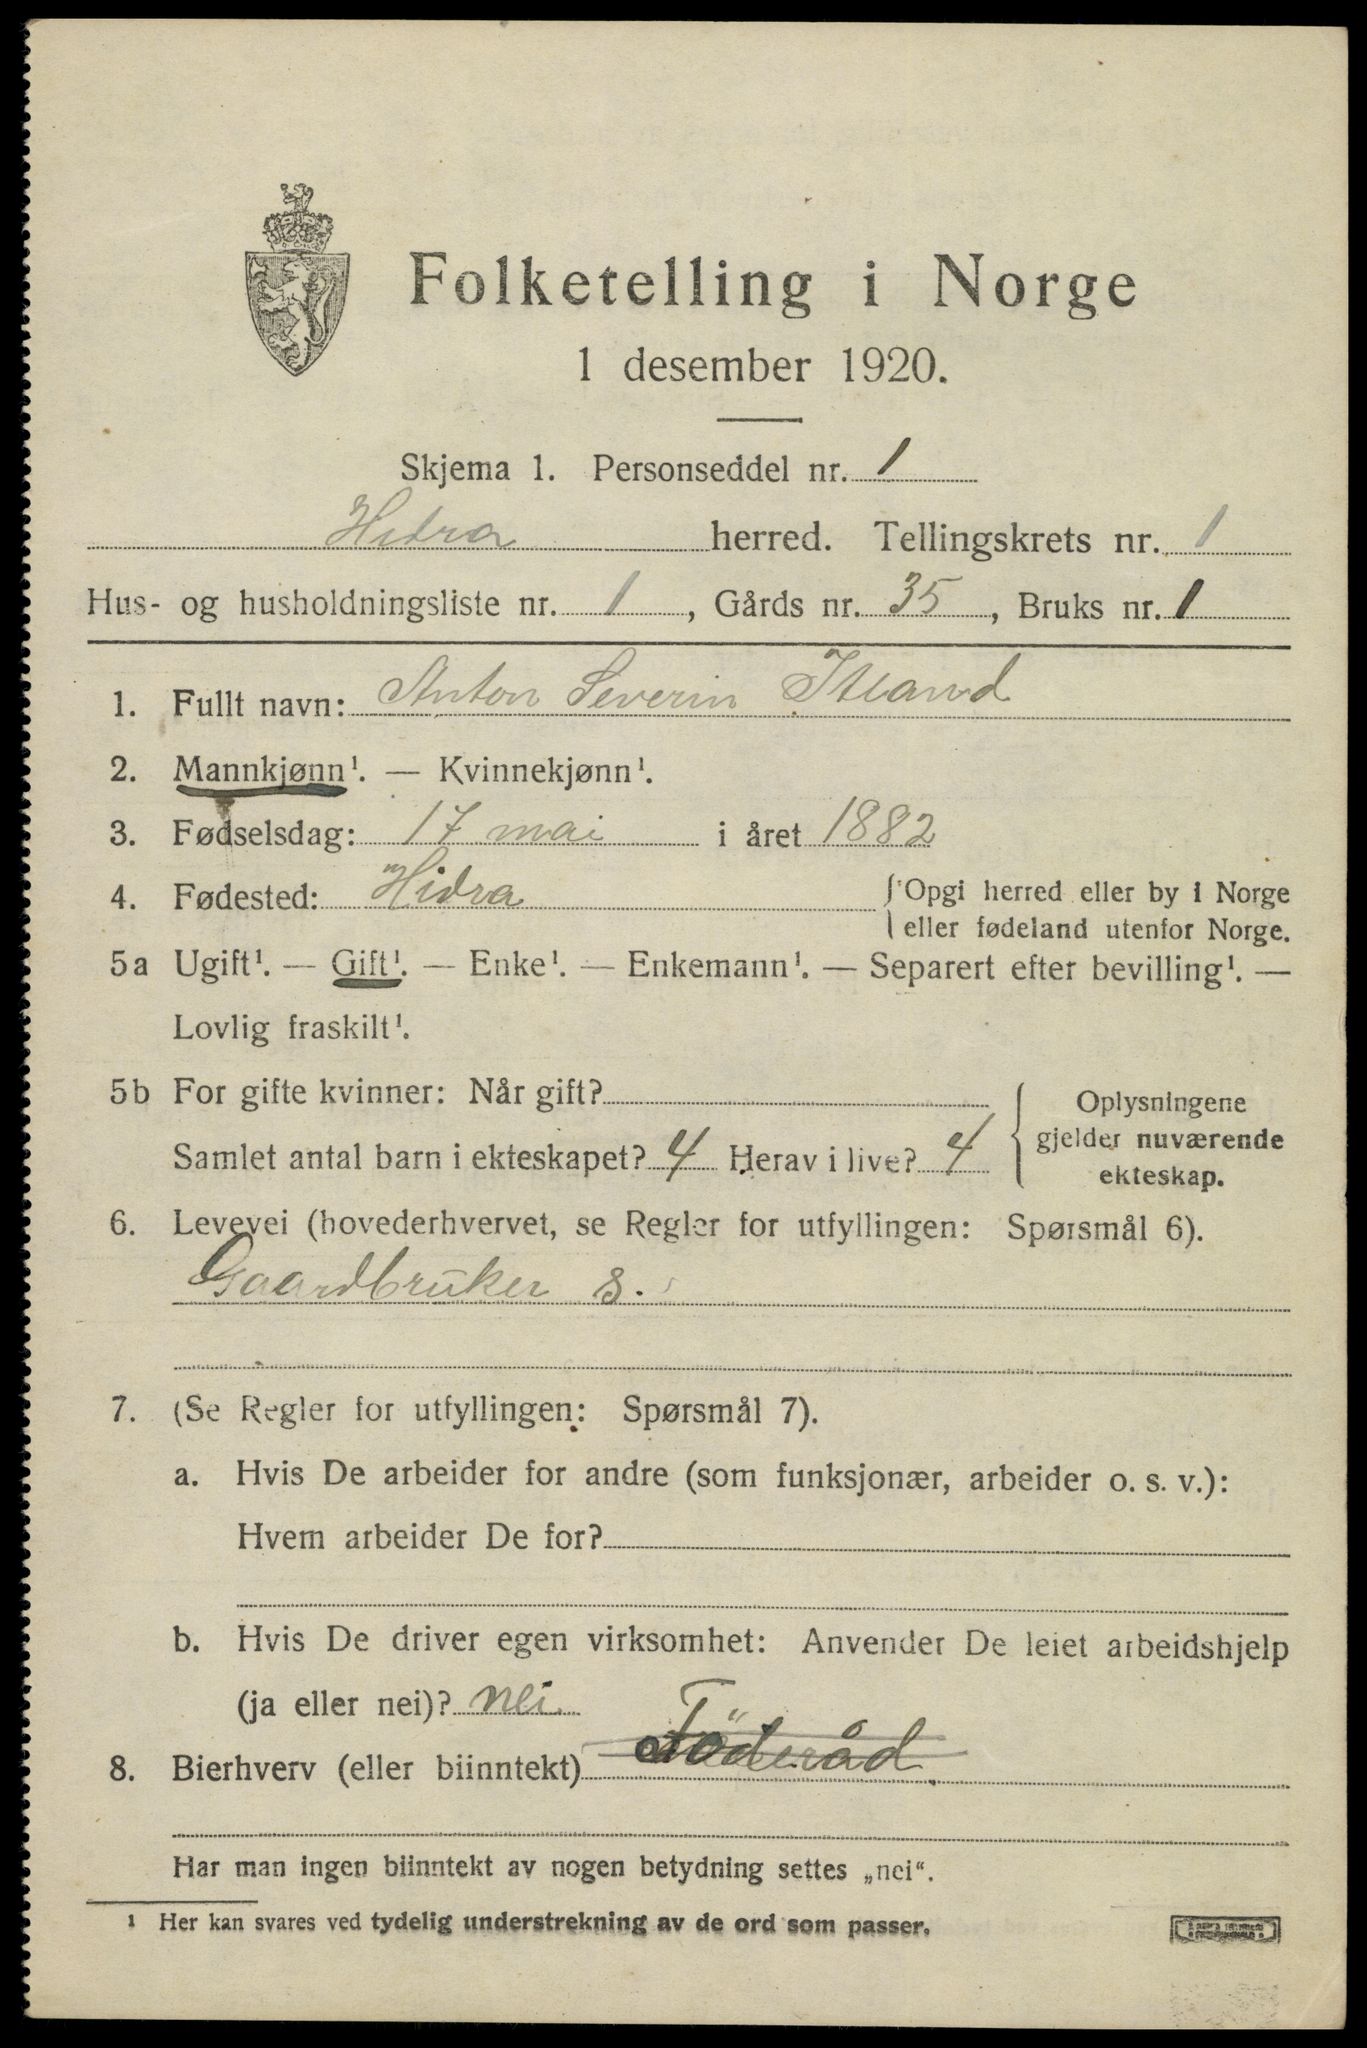 Folketelling i Norge
1 desember 1920.
Skjema 1. Personseddel nr. 1
Hidra herred. Tellingskrets nr. 1
Hus- og husholdningsliste nr. 1, Gårds nr. 35, Bruks nr. 1
1. Fullt navn: Anton Severin Itland
2. Mannkjønn¹. — Kvinnekjønn¹.
3. Fødselsdag: 17 mai i året 1882
4. Fødested: Hidra
{ Opgi herred eller by i Norge
eller fødeland utenfor Norge.
5a Ugift¹. — Gift¹. — Enke¹. — Enkemann¹. — Separert efter bevilling¹. —
Lovlig fraskilt¹.
5b For gifte kvinner: Når gift?
Samlet antal barn i ekteskapet? 4 Herav i live? 4
{ Oplysningene
gjelder nuværende
ekteskap.
6. Levevei (hovederhvervet, se Regler for utfyllingen: Spørsmål 6).
Gaardbruker s.
7. (Se Regler for utfyllingen: Spørsmål 7).
a. Hvis De arbeider for andre (som funksjonær, arbeider o. s. v.):
Hvem arbeider De for?
b. Hvis De driver egen virksomhet: Anvender De leiet arbeidshjelp
(ja eller nei)? nei.
8. Bierhverv (eller biinntekt) Föderåd
Har man ingen biinntekt av nogen betydning settes „nei“.
¹ Her kan svares ved tydelig understrekning av de ord som passer.